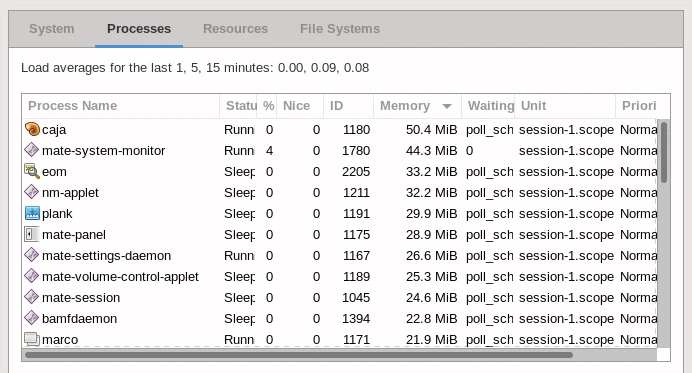 System Processes Resources File Systems
Load averages for the last 1, 5, 15 minutes: 0.00, 0.09, 0.08
Process Name Statu % Nice ID Memory Waiting Unit Priori
caja Runni 0 0 1180 50.4 MiB poll_sch session-1.scope Norma
mate-system-monitor Runni 4 0 1780 44.3 MiB 0 session-1.scope Norma
eom Sleep 0 0 2205 33.2 MiB poll_sch session-1.scope Norma
nm-applet Sleep 0 0 1211 32.2 MiB poll_sch session-1.scope Norma
plank Sleep 0 0 1191 29.9 MiB poll_sch session-1.scope Norma
mate-panel Sleep 0 0 1175 28.9 MiB poll_sch session-1.scope Norma
mate-settings-daemon Runni 0 0 1167 26.6 MiB poll_sch session-1.scope Norma
mate-volume-control-applet Sleep 0 0 1189 25.3 MiB poll_sch session-1.scope Norma
mate-session Sleep 0 0 1045 24.6 MiB poll_sch session-1.scope Norma
bamfdaemon Sleep 0 0 1394 22.8 MiB poll_sch session-1.scope Norma
marco Runni 0 0 1171 21.9 MiB poll_sch session-1.scope Norma